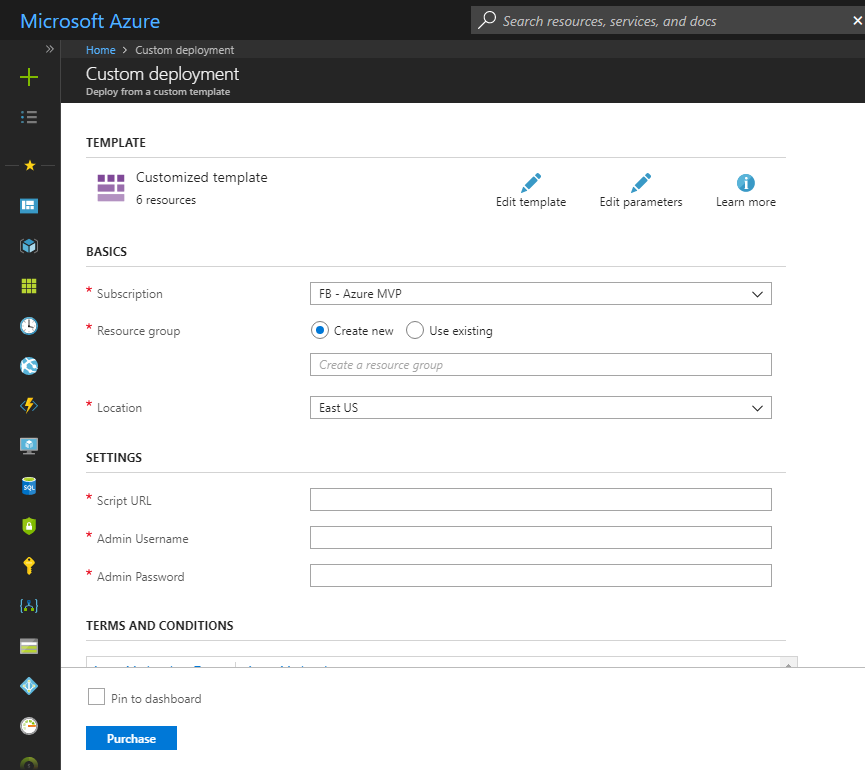 Microsoft Azure
Search resources, services, and docs
Home > Custom deployment
Custom deployment
Deploy from a custom template
TEMPLATE
Customized template
6 resources
Edit template
Edit parameters
Learn more
BASICS
* Subscription
FB - Azure MVP
* Resource group
Create new
Use existing
Create a resource group
* Location
East US
SETTINGS
* Script URL
* Admin Username
* Admin Password
TERMS AND CONDITIONS
Pin to dashboard
Purchase
SQL